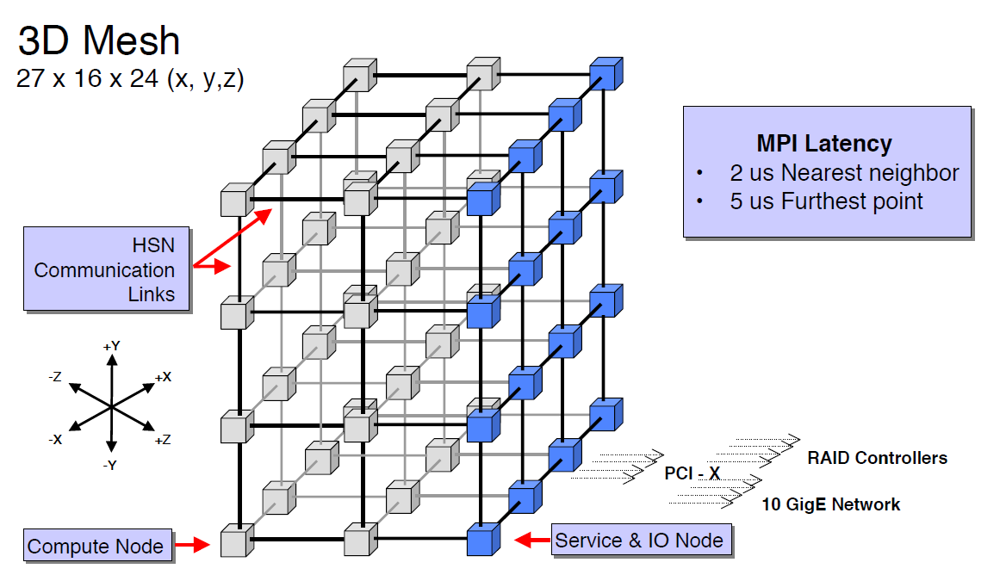 3D Mesh
27 x 16 x 24 (x, y,z)
MPI Latency
• 2 us Nearest neighbor
• 5 us Furthest point
HSN
Communication
Links
+Y
-Z
+X
-X
+Z
-Y
PCI - X
RAID Controllers
10 GigE Network
Compute Node
Service & IO Node